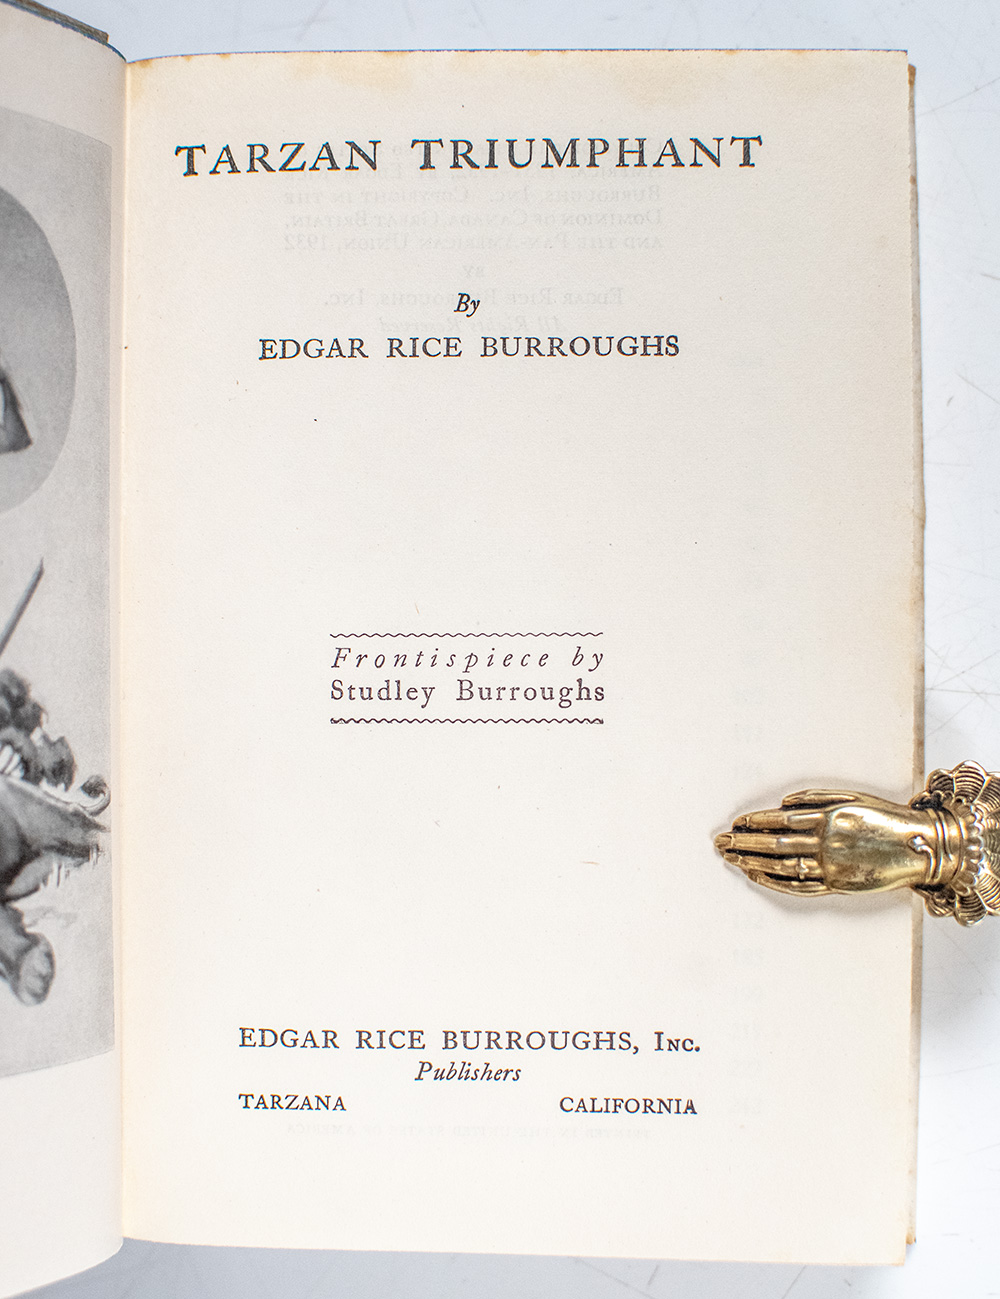 TARZAN TRIUMPHANT
By
EDGAR RICE BURROUGHS
Frontispiece by
Studley Burroughs
EDGAR RICE BURROUGHS, INC.
Publishers
TARZANA CALIFORNIA